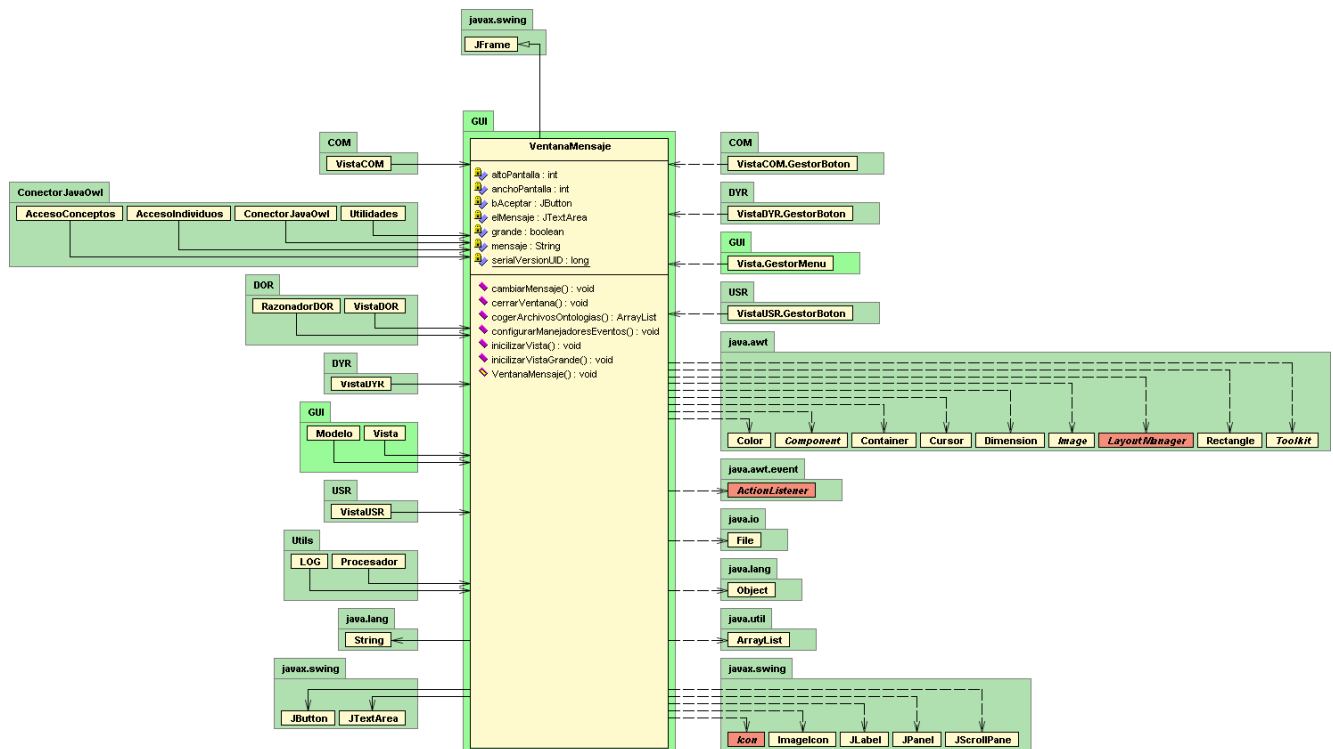 javax.swing
JFrame
GUI
VentanaMensaje
altoPantalla : int
anchoPantalla : int
bAceptar : JButton
elMensaje : JTextArea
grande : boolean
mensaje : String
serialVersionUID : long
cambiarMensaje() : void
cerrarVentana() : void
cogerArchivosOntologias() : ArrayList
configurarManejadoresEventos() : void
inicilizarVista() : void
inicilizarVistaGrande() : void
VentanaMensaje() : void
COM
VistaCOM
ConectorJavaOwl
AccesoConceptos AccesoIndividuos ConectorJavaOwl Utilidades
DOR
RazonadorDOR VistaDOR
DYR
VistaDYR
GUI
Modelo Vista
USR
VistaUSR
Utils
LOG Procesador
java.lang
String
javax.swing
JButton JTextArea
COM
VistaCOM.GestorBoton
DYR
VistaDYR.GestorBoton
GUI
Vista.GestorMenu
USR
VistaUSR.GestorBoton
java.awt
Color Component Container Cursor Dimension Image LayoutManager Rectangle Toolkit
java.awt.event
ActionListener
java.io
File
java.lang
Object
java.util
ArrayList
javax.swing
Icon ImageIcon JLabel JPanel JScrollPane